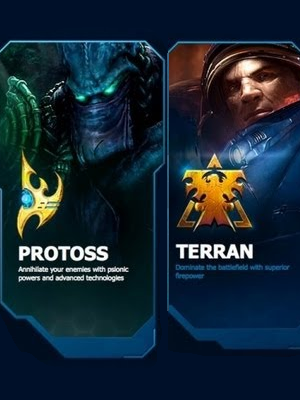 PROTOSS
Annihilate your enemies with psionic
powers and advanced technologies
TERRAN
Dominate the battlefield with superior
firepower